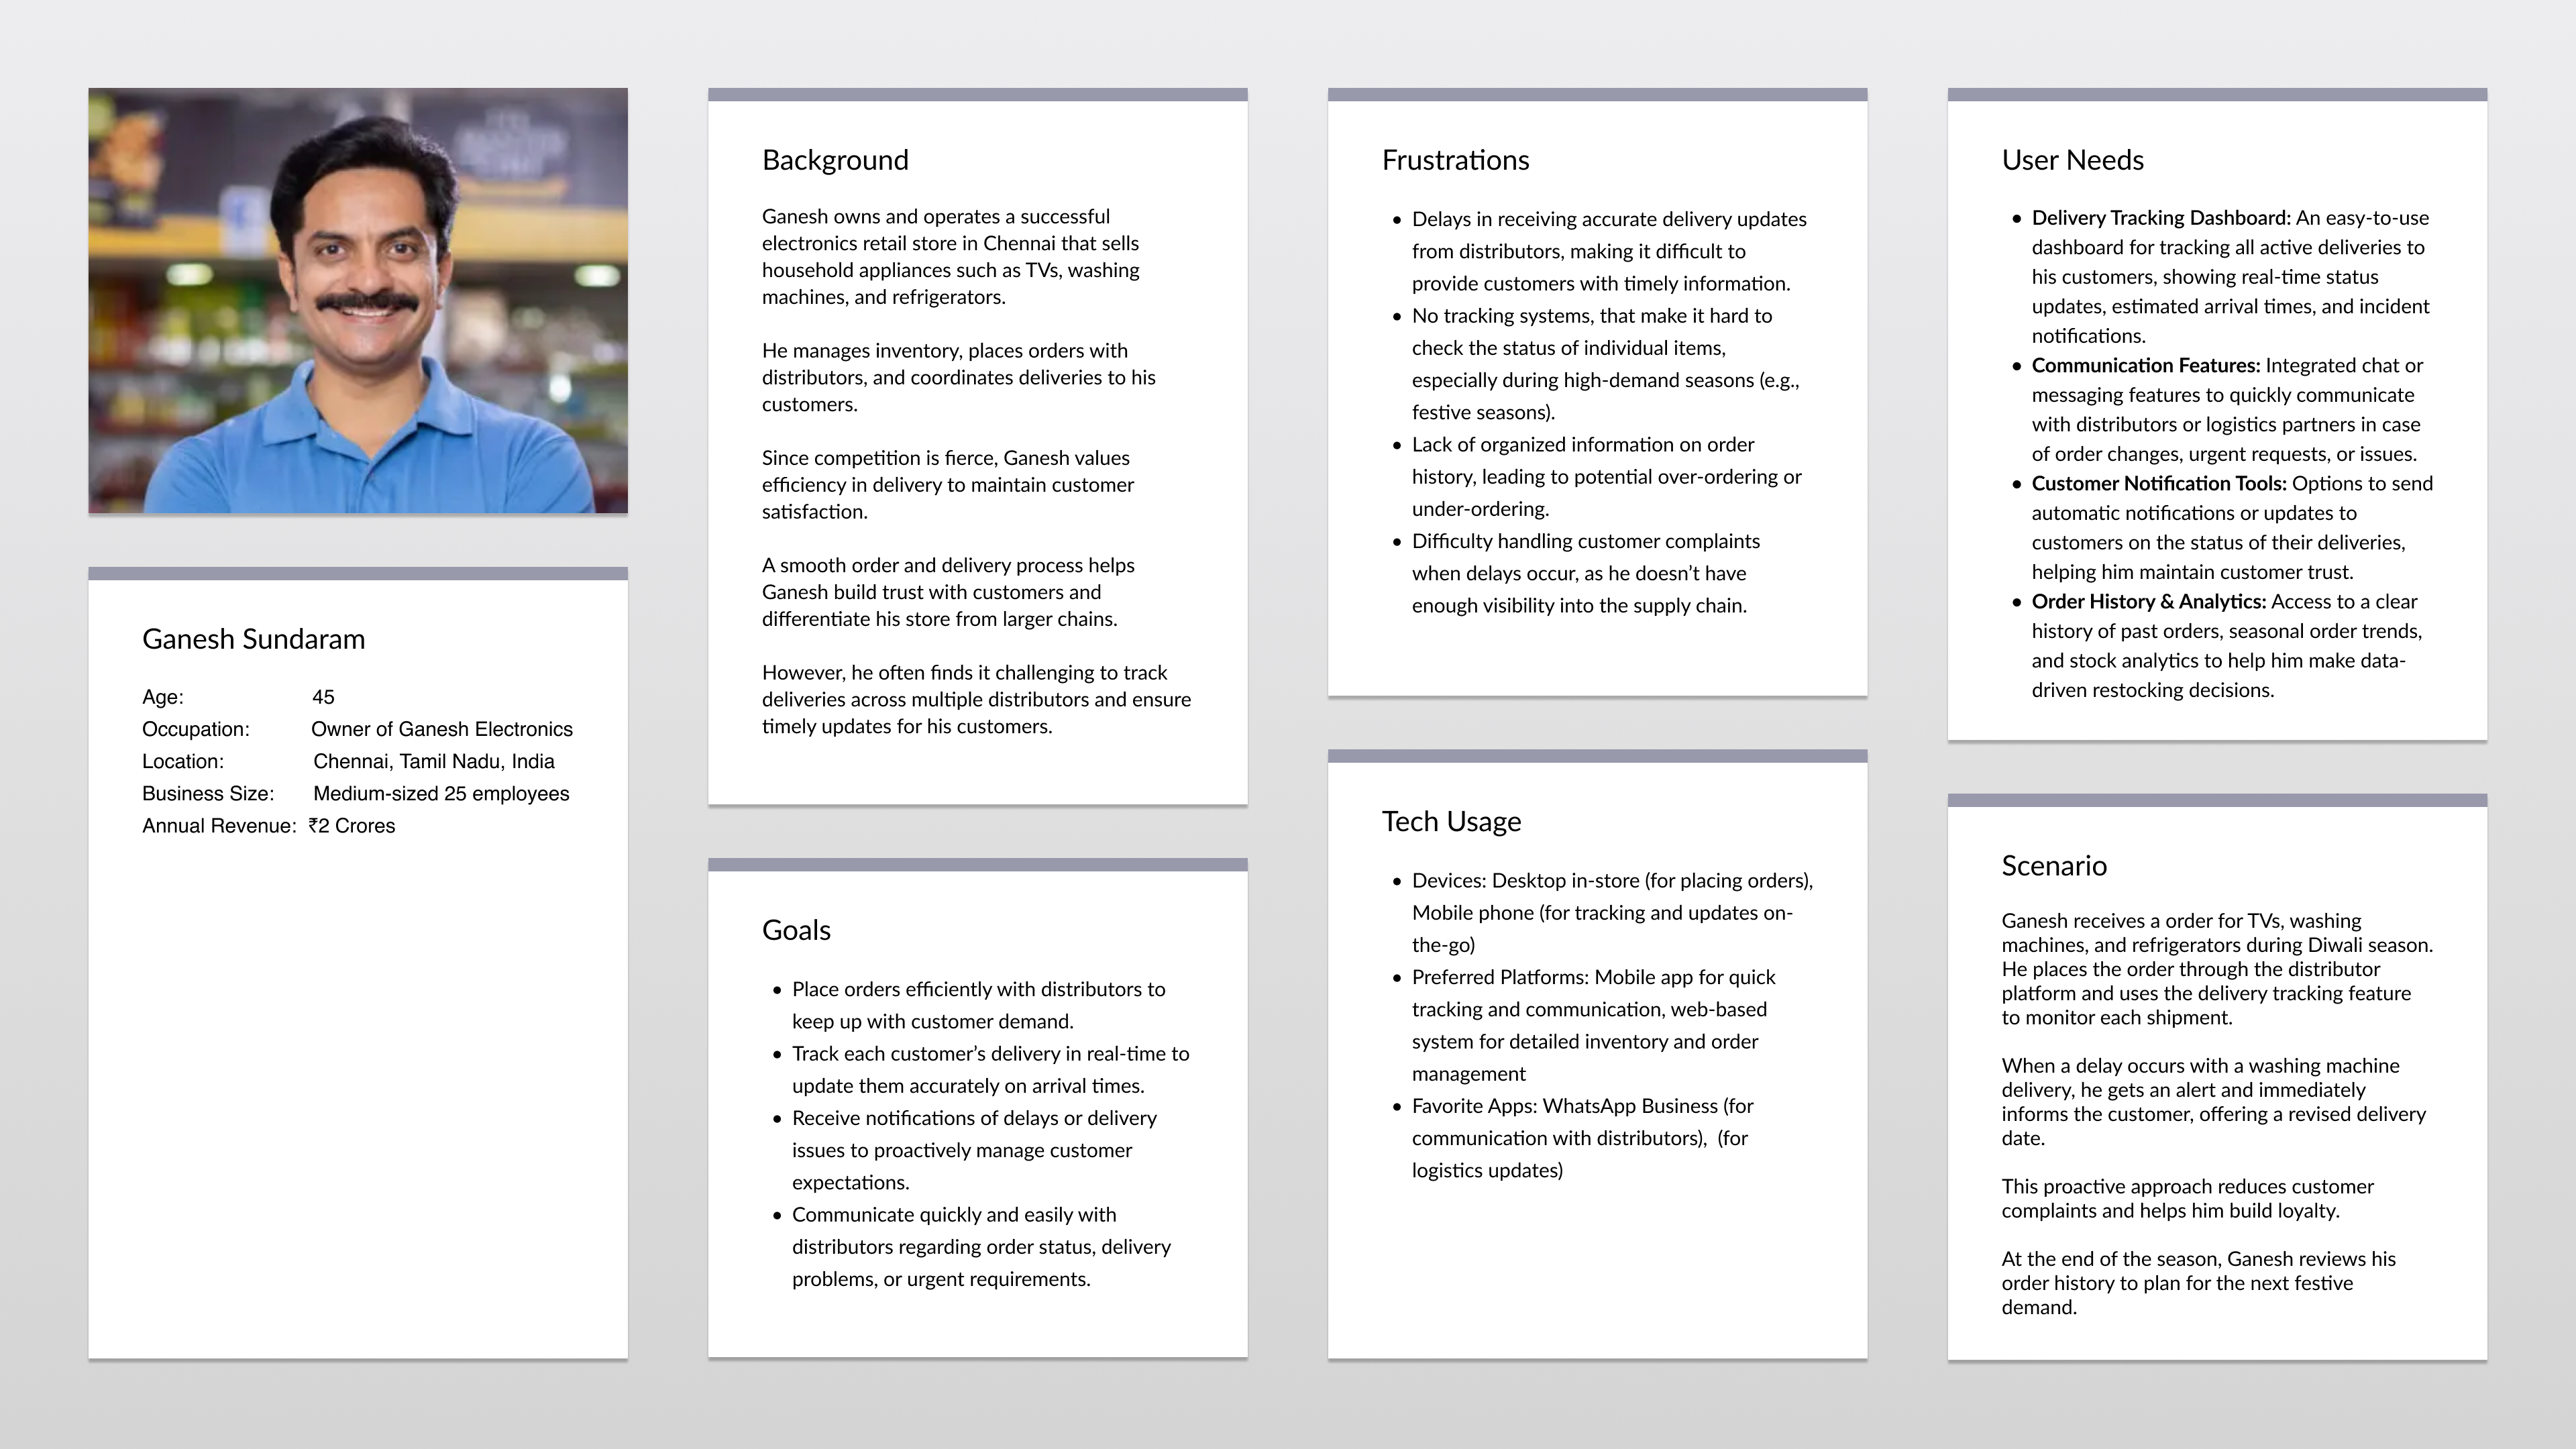 Ganesh Sundaram
Age: 45
Occupation: Owner of Ganesh Electronics
Location: Chennai, Tamil Nadu, India
Business Size: Medium-sized 25 employees
Annual Revenue: ₹2 Crores
Background
Ganesh owns and operates a successful
electronics retail store in Chennai that sells
household appliances such as TVs, washing
machines, and refrigerators.
He manages inventory, places orders with
distributors, and coordinates deliveries to his
customers.
Since competition is fierce, Ganesh values
efficiency in delivery to maintain customer
satisfaction.
A smooth order and delivery process helps
Ganesh build trust with customers and
differentiate his store from larger chains.
However, he often finds it challenging to track
deliveries across multiple distributors and ensure
timely updates for his customers.
Goals
• Place orders efficiently with distributors to
keep up with customer demand.
• Track each customer’s delivery in real-time to
update them accurately on arrival times.
• Receive notifications of delays or delivery
issues to proactively manage customer
expectations.
• Communicate quickly and easily with
distributors regarding order status, delivery
problems, or urgent requirements.
Frustrations
• Delays in receiving accurate delivery updates
from distributors, making it difficult to
provide customers with timely information.
• No tracking systems, that make it hard to
check the status of individual items,
especially during high-demand seasons (e.g.,
festive seasons).
• Lack of organized information on order
history, leading to potential over-ordering or
under-ordering.
• Difficulty handling customer complaints
when delays occur, as he doesn’t have
enough visibility into the supply chain.
Tech Usage
• Devices: Desktop in-store (for placing orders),
Mobile phone (for tracking and updates on-
the-go)
• Preferred Platforms: Mobile app for quick
tracking and communication, web-based
system for detailed inventory and order
management
• Favorite Apps: WhatsApp Business (for
communication with distributors),  (for
logistics updates)
User Needs
• Delivery Tracking Dashboard: An easy-to-use
dashboard for tracking all active deliveries to
his customers, showing real-time status
updates, estimated arrival times, and incident
notifications.
• Communication Features: Integrated chat or
messaging features to quickly communicate
with distributors or logistics partners in case
of order changes, urgent requests, or issues.
• Customer Notification Tools: Options to send
automatic notifications or updates to
customers on the status of their deliveries,
helping him maintain customer trust.
• Order History & Analytics: Access to a clear
history of past orders, seasonal order trends,
and stock analytics to help him make data-
driven restocking decisions.
Scenario
Ganesh receives a order for TVs, washing
machines, and refrigerators during Diwali season.
He places the order through the distributor
platform and uses the delivery tracking feature
to monitor each shipment.
When a delay occurs with a washing machine
delivery, he gets an alert and immediately
informs the customer, offering a revised delivery
date.
This proactive approach reduces customer
complaints and helps him build loyalty.
At the end of the season, Ganesh reviews his
order history to plan for the next festive
demand.